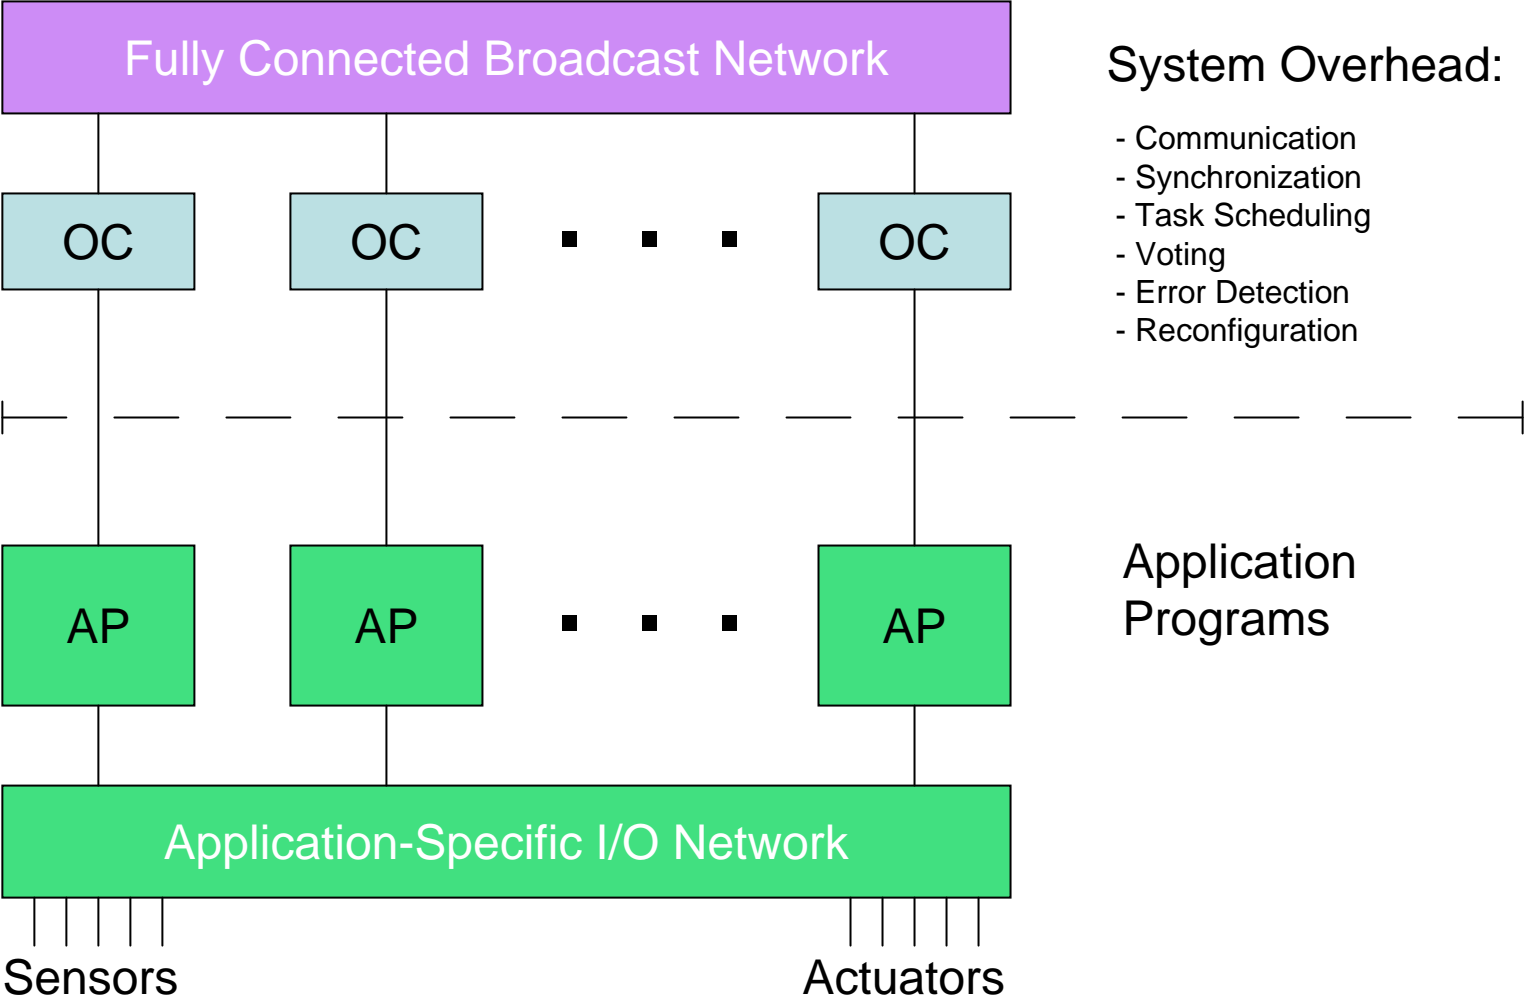 Fully Connected Broadcast Network
System Overhead:
- Communication
- Synchronization
- Task Scheduling
- Voting
- Error Detection
- Reconfiguration
OC
OC
OC
AP
AP
AP
Application
Programs
Application-Specific I/O Network
Sensors
Actuators